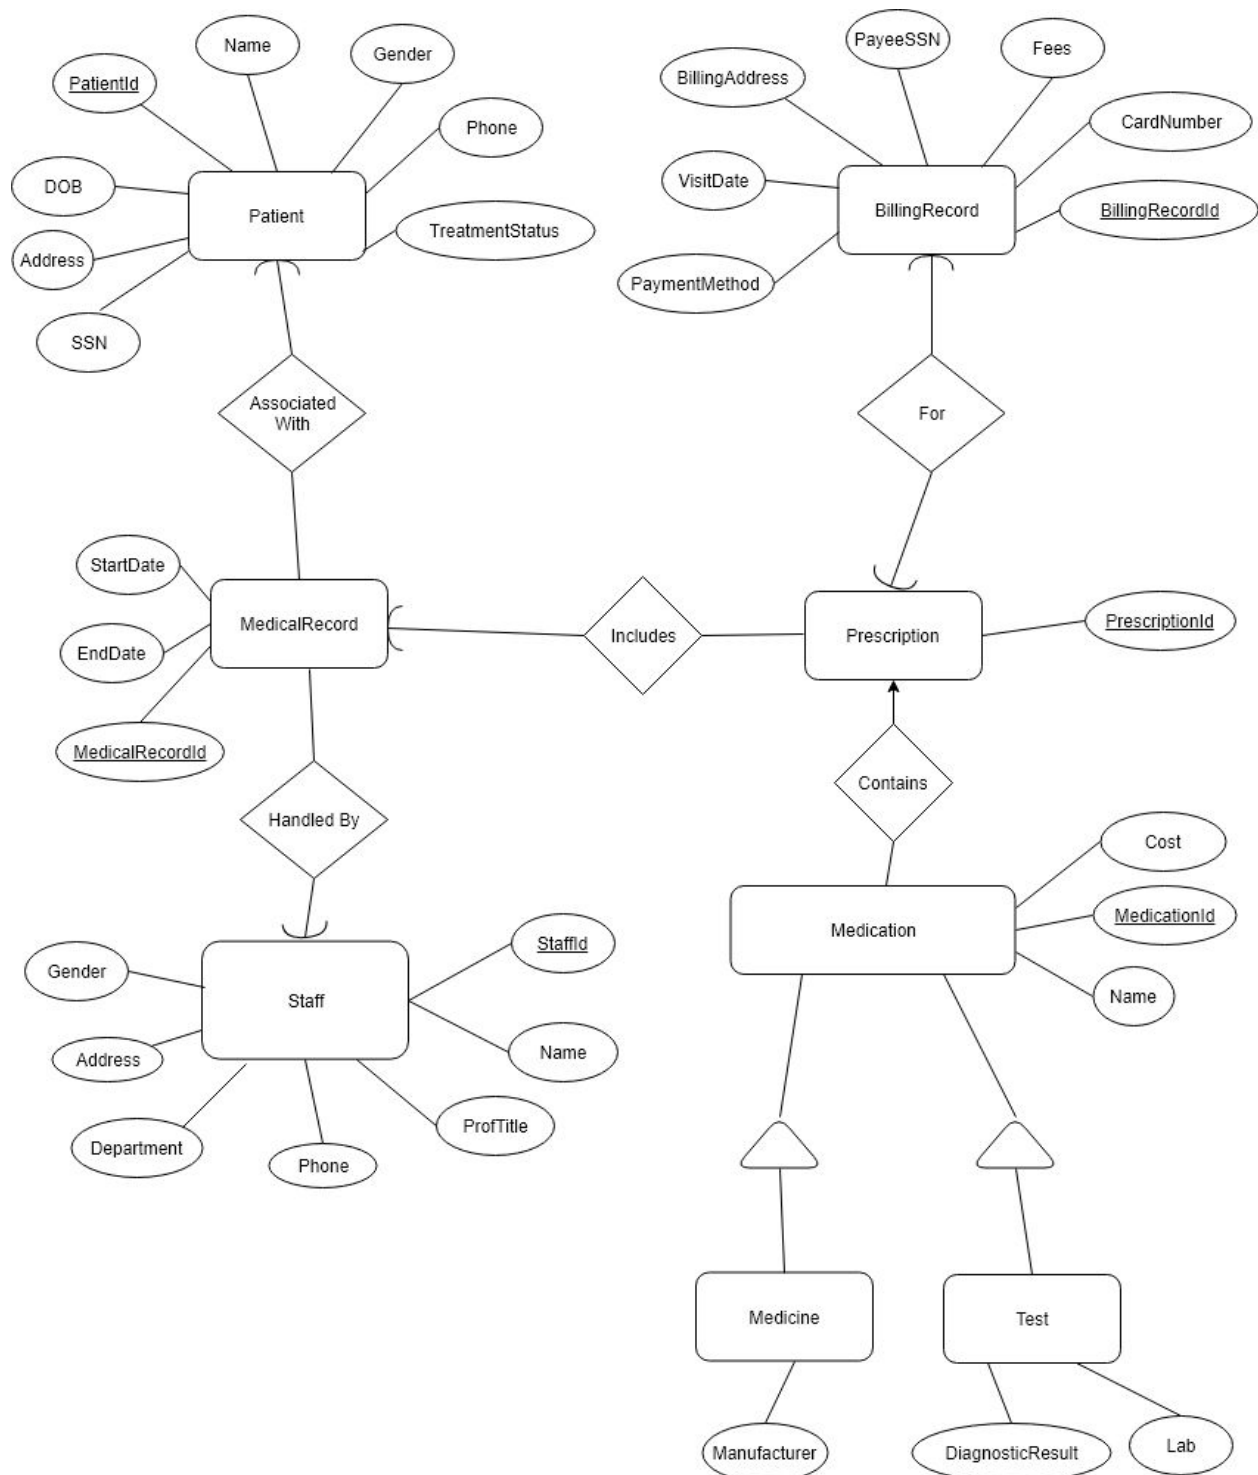 Name
Gender
PatientId
Phone
DOB
Patient
TreatmentStatus
Address
SSN
PayeeSSN
Fees
BillingAddress
CardNumber
VisitDate
BillingRecord
BillingRecordId
PaymentMethod
Associated
With
For
StartDate
MedicalRecord
EndDate
MedicalRecordId
Includes
Prescription
PrescriptionId
Handled By
Contains
Cost
Medication
MedicationId
Name
StaffId
Gender
Staff
Name
Address
ProfTitle
Department
Phone
Medicine
Test
Manufacturer
DiagnosticResult
Lab